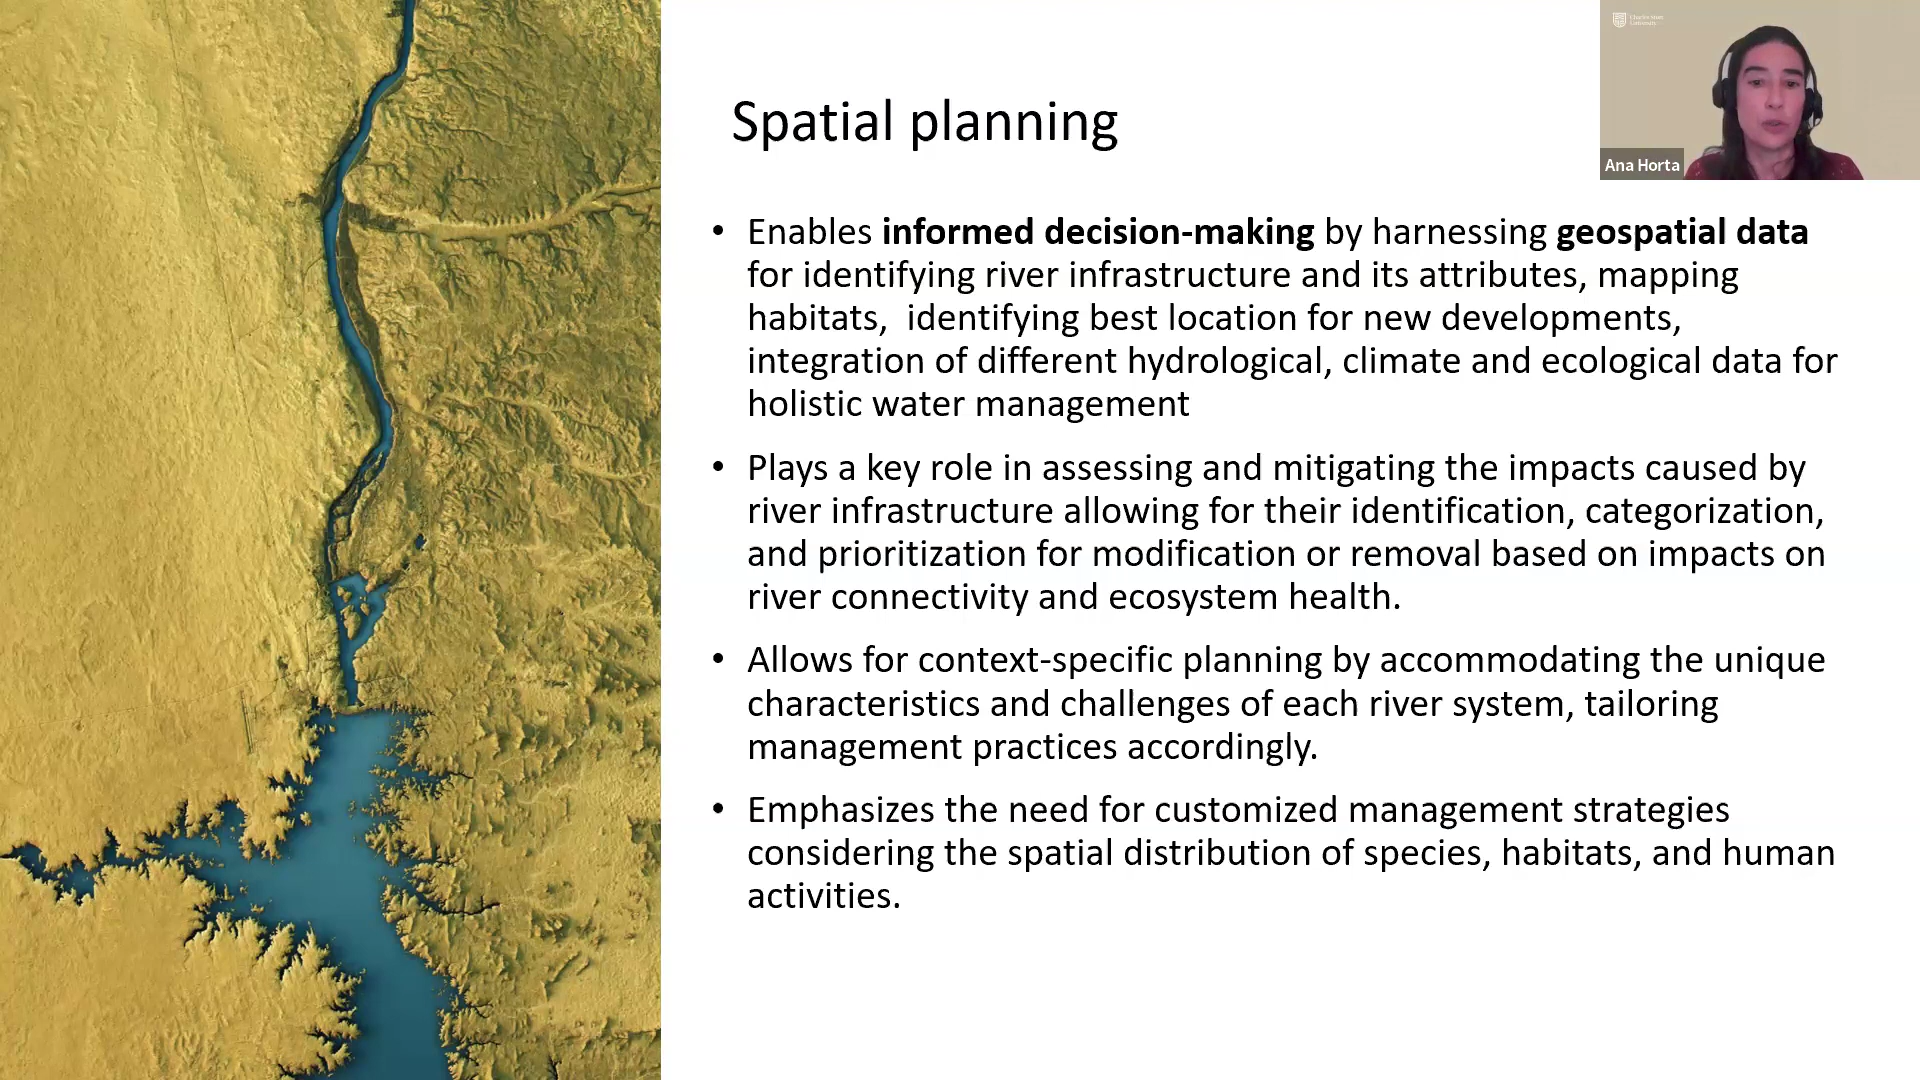 Charles Sturt
University
Spatial planning
Ana Horta
• Enables informed decision-making by harnessing geospatial data
for identifying river infrastructure and its attributes, mapping
habitats,  identifying best location for new developments,
integration of different hydrological, climate and ecological data for
holistic water management
• Plays a key role in assessing and mitigating the impacts caused by
river infrastructure allowing for their identification, categorization,
and prioritization for modification or removal based on impacts on
river connectivity and ecosystem health.
• Allows for context-specific planning by accommodating the unique
characteristics and challenges of each river system, tailoring
management practices accordingly.
• Emphasizes the need for customized management strategies
considering the spatial distribution of species, habitats, and human
activities.